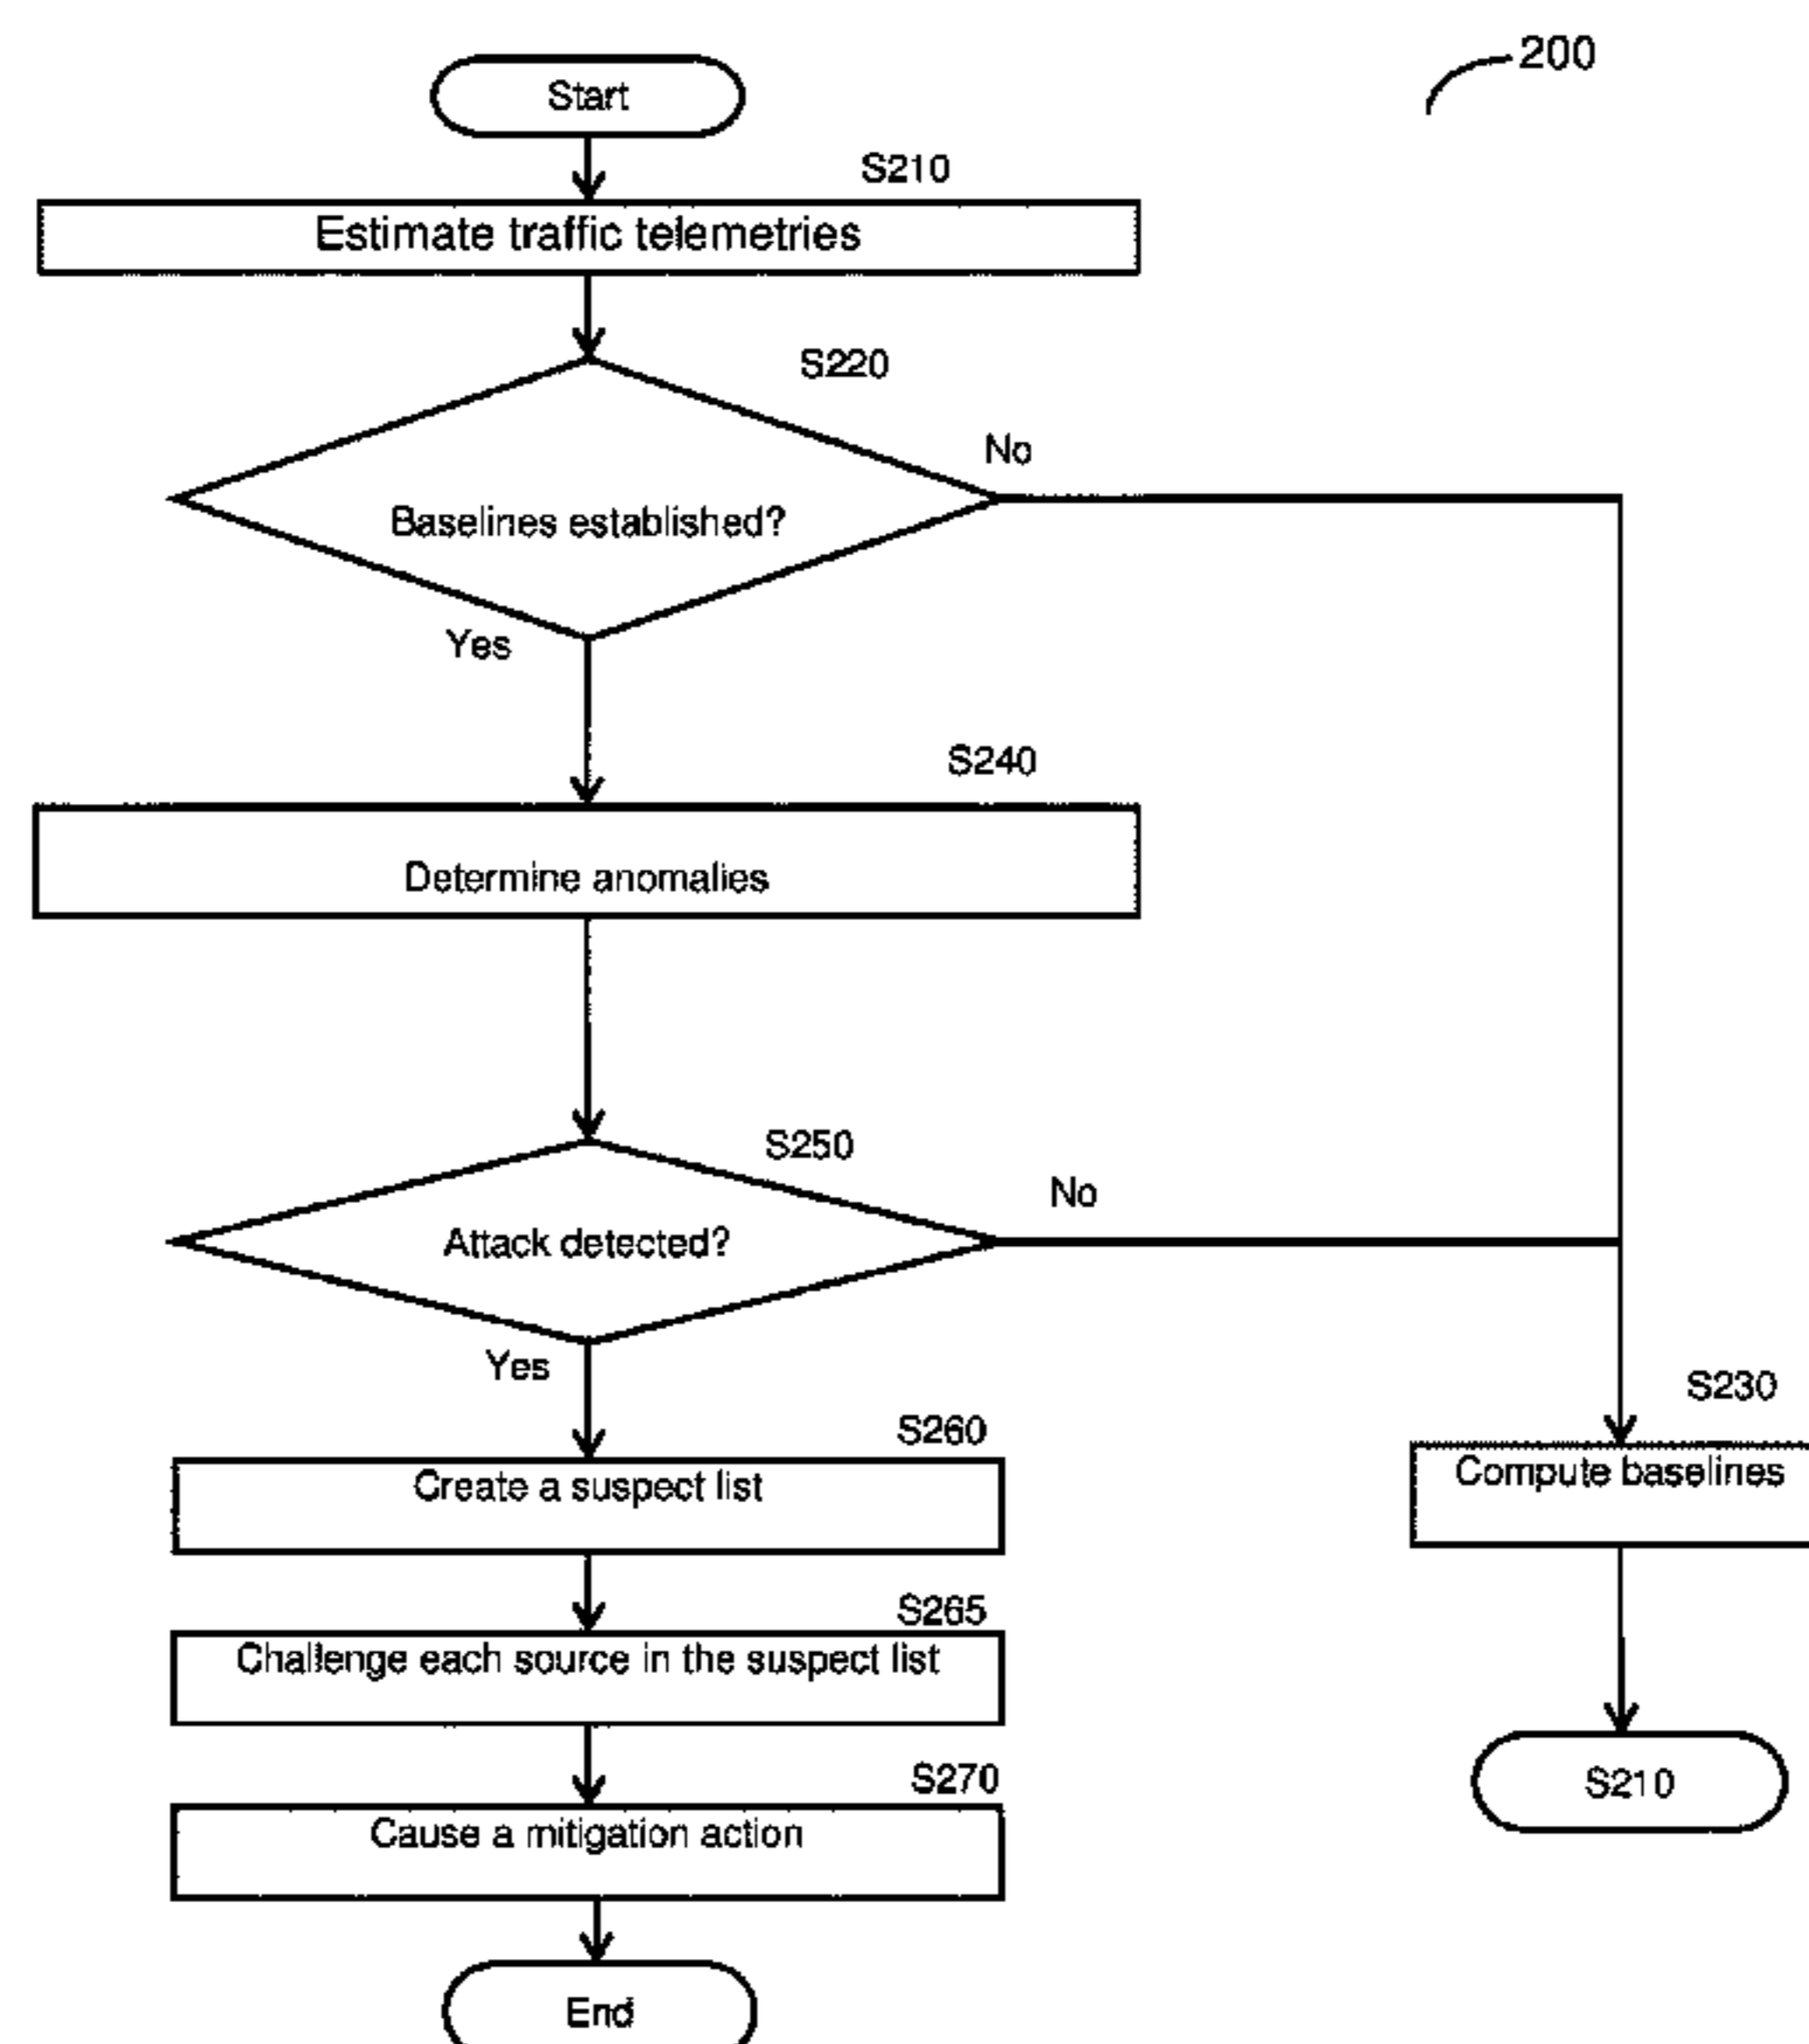 200
Start
S210
Estimate traffic telemetries
S220
No
Baselines established?
Yes
S240
Determine anomalies
S250
No
Attack detected?
Yes
S230
S260
Compute baselines
Create a suspect list
S265
Challenge each source in the suspect list
S270
S210
Cause a mitigation action
End